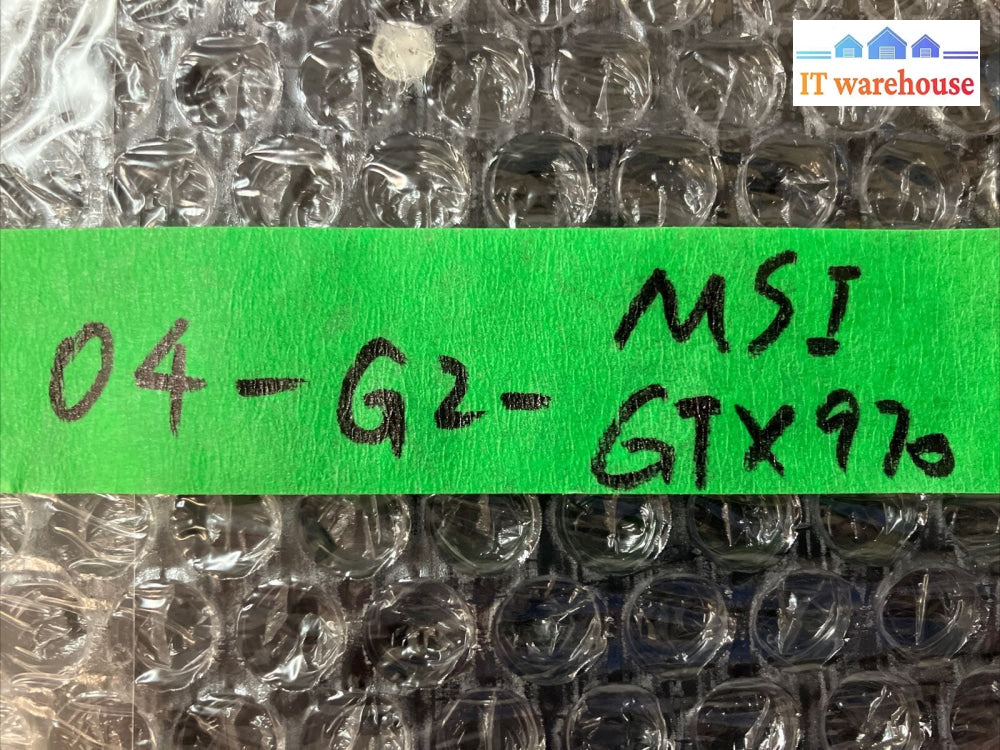 IT warehouse
04-G2-
MSI
GTX970